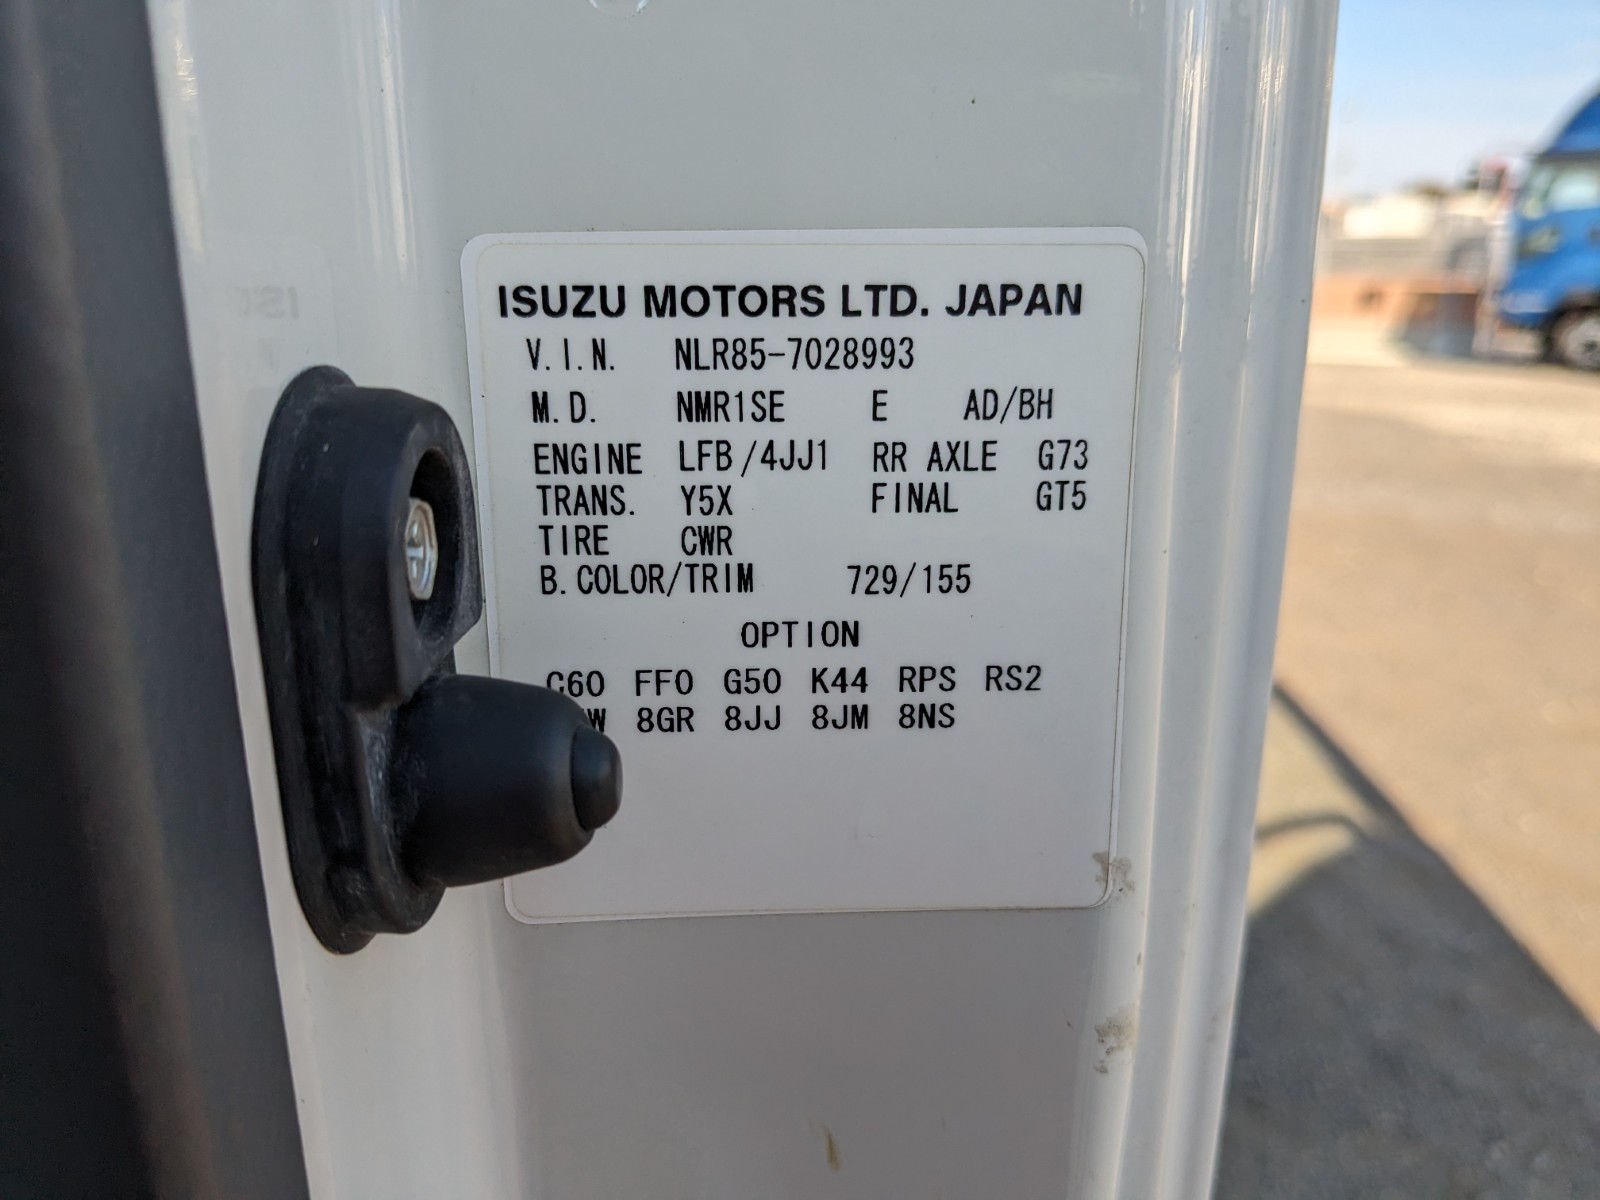 ISUZU MOTORS LTD. JAPAN
V.I.N. NLR85-7028993
M.D. NMR1SE E AD/BH
ENGINE LFB/4JJ1 RR AXLE G73
TRANS. Y5X FINAL GT5
TIRE CWR
B.COLOR/TRIM 729/155
OPTION
C60 FF0 G50 K44 RPS RS2
8GR 8JJ 8JM 8NS